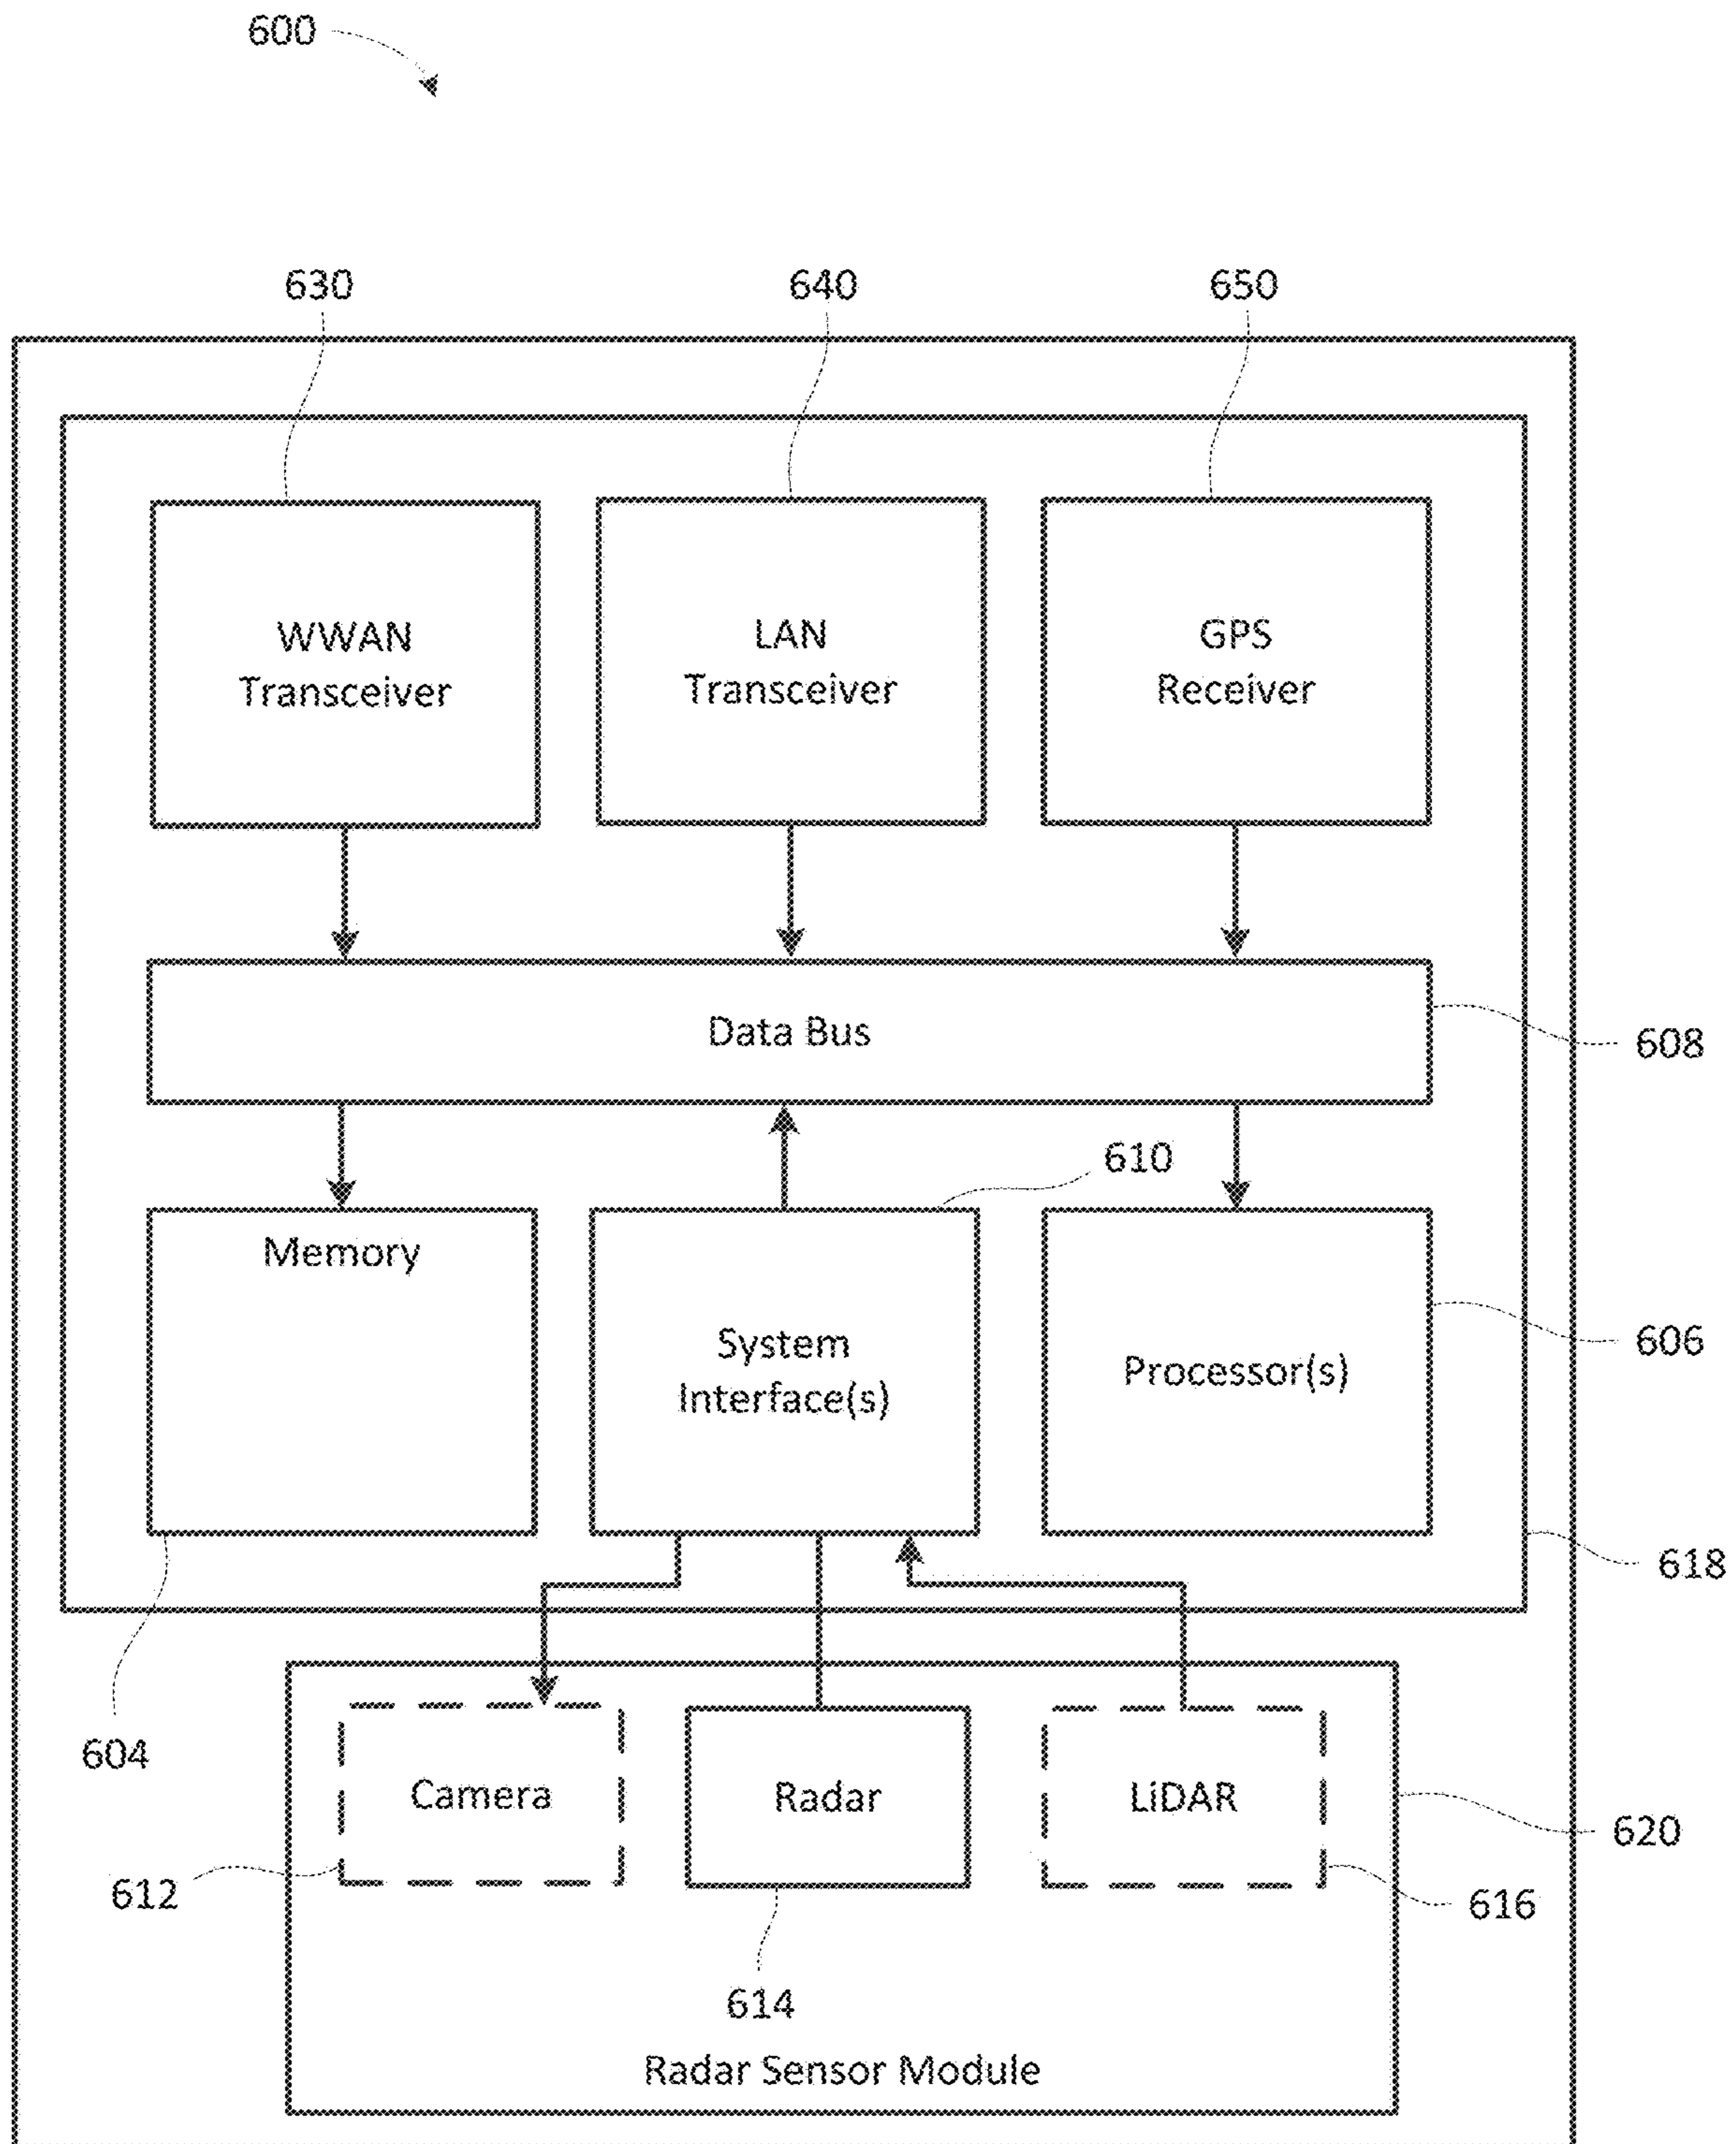 600
630
640
650
WWAN
Transceiver
LAN
Transceiver
GPS
Receiver
Data Bus
608
610
Memory
System
Interface(s)
Processor(s)
606
618
604
Camera
Radar
LiDAR
620
612
616
614
Radar Sensor Module